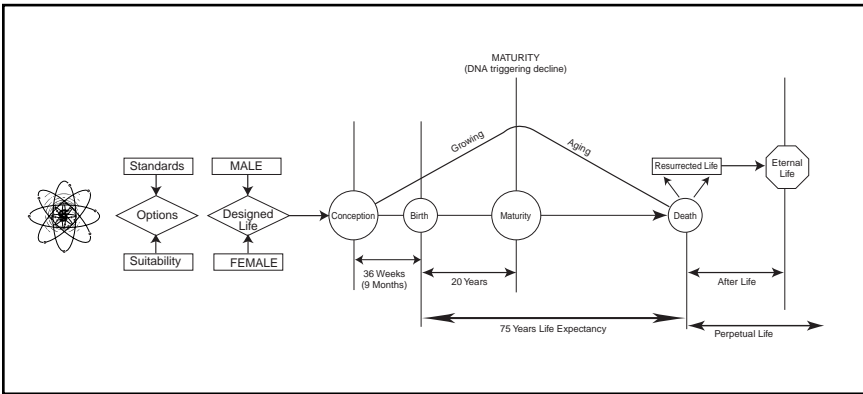 MATURITY
(DNA triggering decline)
Growing
Aging
Standards
MALE
Resurrected Life
Eternal
Life
Options
Designed
Life
Conception
Birth
Maturity
Death
Suitability
FEMALE
36 Weeks
(9 Months)
20 Years
After Life
75 Years Life Expectancy
Perpetual Life